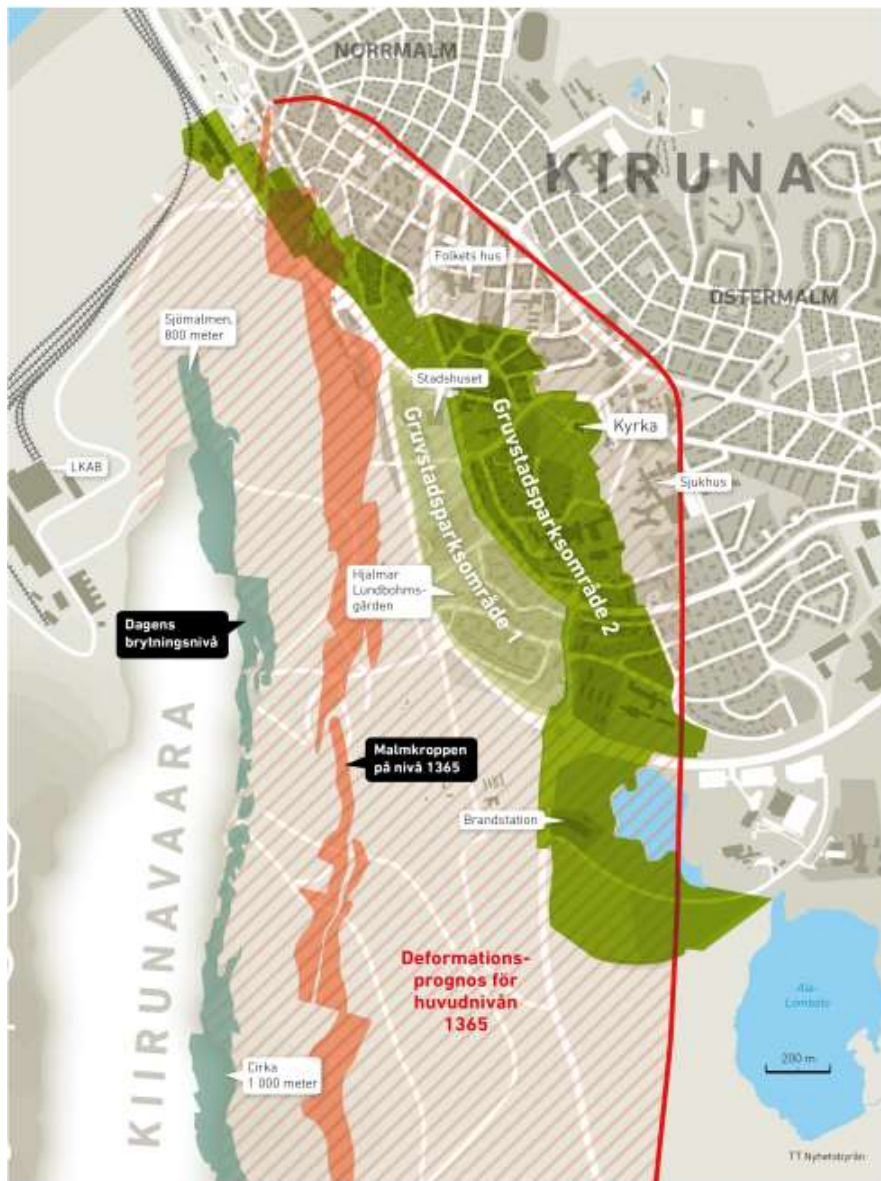 NORRMALM
KIRUNA
Folkets hus
ÖSTERMALM
Sjömalmen,
800 meter
Stadshuset
Kyrka
Gruvstadsparksområde 1
Gruvstadsparksområde 2
LKAB
Sjukhus
Hjalmar
Lundbohms-
gården
Dagens
brytningsnivå
KIIRUNAVAARA
Malmkroppen
på nivå 1365
Brandstation
Deformations-
prognos för
huvudnivån
1365
Ala-
Lombolo
200 m
Cirka
1 000 meter
TT Nyhetsbyrån